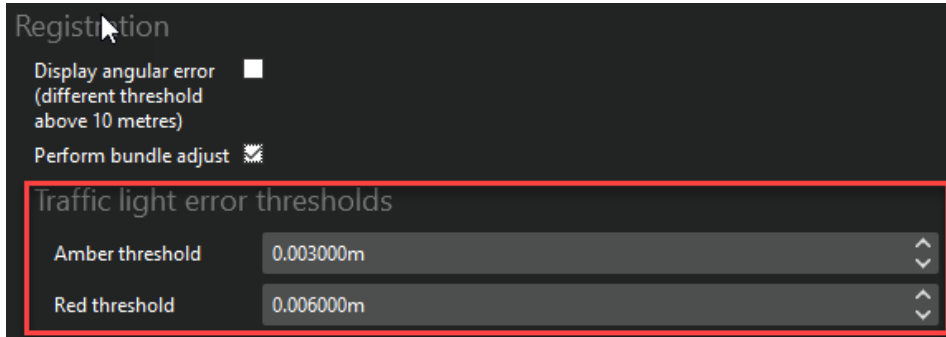 Registration
Display angular error
(different threshold
above 10 metres)
Perform bundle adjust
Traffic light error thresholds
Amber threshold 0.003000m
Red threshold 0.006000m